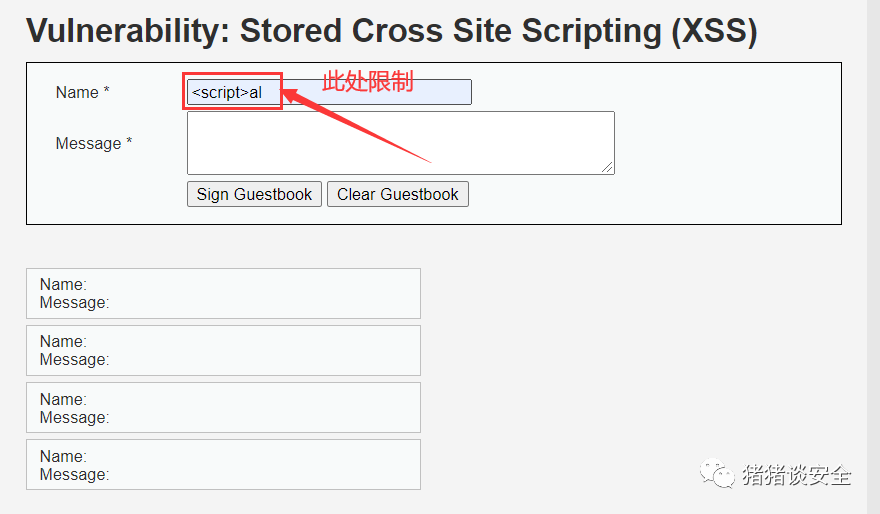 Vulnerability: Stored Cross Site Scripting (XSS)
此处限制
Name * <script>al
Message *
Sign Guestbook Clear Guestbook
Name:
Message:
Name:
Message:
Name:
Message:
Name:
Message:
猪猪谈安全